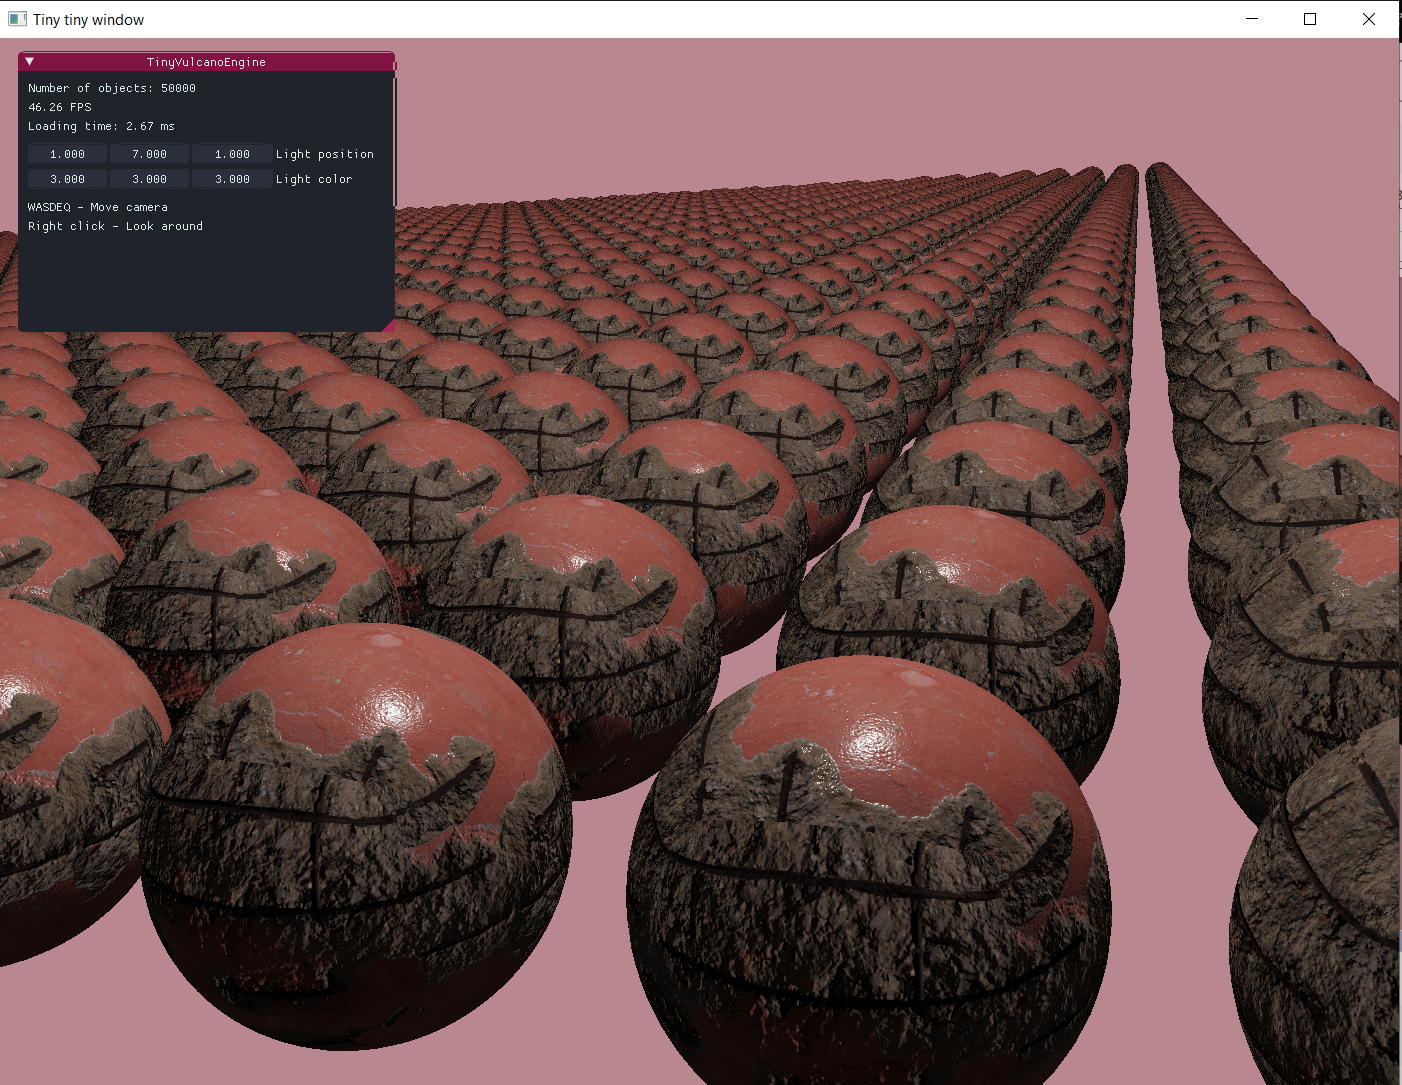 Tiny tiny window
TinyVulcanoEngine
Number of objects: 50000
46.26 FPS
Loading time: 2.67 ms
1.000 7.000 1.000 Light position
3.000 3.000 3.000 Light color
WASDEQ - Move camera
Right click - Look around